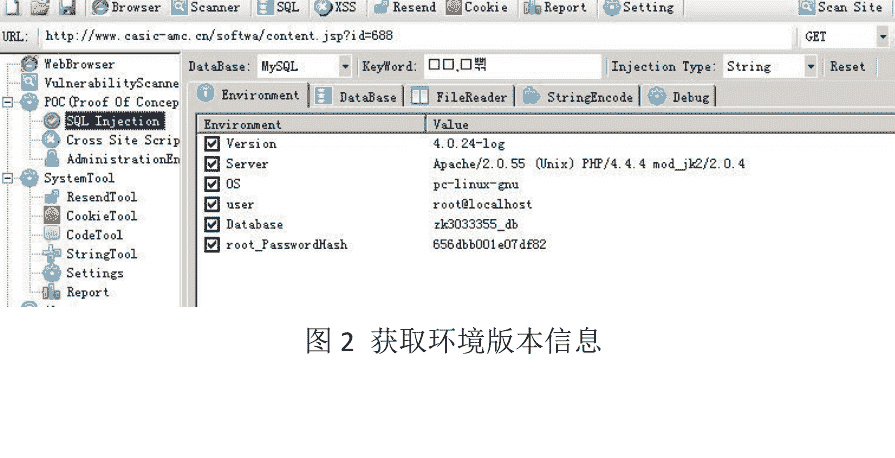 Browser Scanner SQL XSS Resend Cookie Report Setting Scan Site
URL: http://www.casic-amc.cn/softwa/content.jsp?id=688 GET
DataBase: MySQL KeyWord: Injection Type: String Reset
WebBrowser
VulnerabilityScanne
POC(Proof Of Concep
SQL Injection
Cross Site Scrip
AdministrationEn
SystemTool
ResendTool
CookieTool
CodeTool
StringTool
Settings
Report
Environment DataBase FileReader StringEncode Debug
Environment Value
Version 4.0.24-log
Server Apache/2.0.55 (Unix) PHP/4.4.4 mod_jk2/2.0.4
OS pc-linux-gnu
user root@localhost
Database zk3033355_db
root_PasswordHash 656dbb001e07df82
图 2 获取环境版本信息